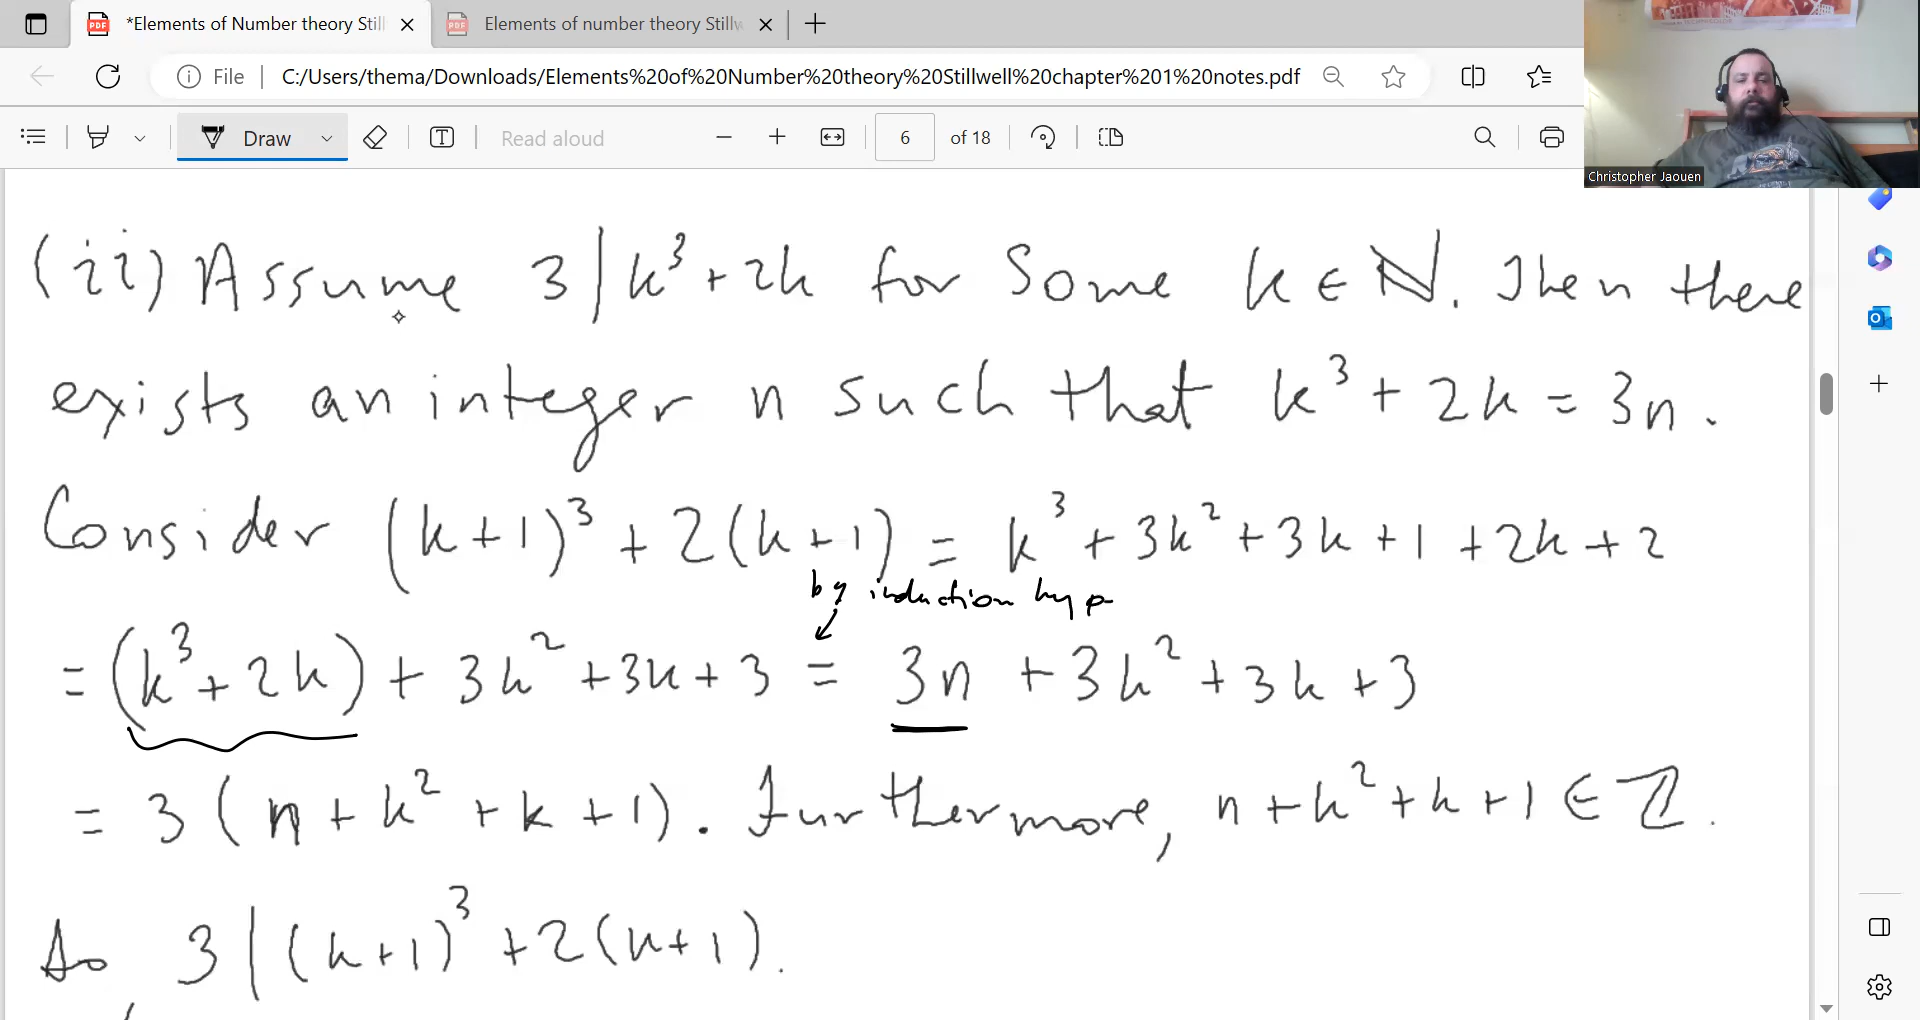 *Elements of Number theory Still
Elements of number theory Stillw
File
C:/Users/thema/Downloads/Elements%20of%20Number%20theory%20Stillwell%20chapter%201%20notes.pdf
Draw
Read aloud
6 of 18
Christopher Jaouen
(ii) Assume 3 | k³ + 2k for some k ∈ ℕ. Then there
exists an integer n such that k³ + 2k = 3n.
Consider (k+1)³ + 2(k+1) = k³ + 3k² + 3k + 1 + 2k + 2
by induction hyp
= (k³ + 2k) + 3k² + 3k + 3 = 3n + 3k² + 3k + 3
= 3(n + k² + k + 1). Furthermore, n + k² + k + 1 ∈ ℤ.
So 3 | (k+1)³ + 2(k+1).